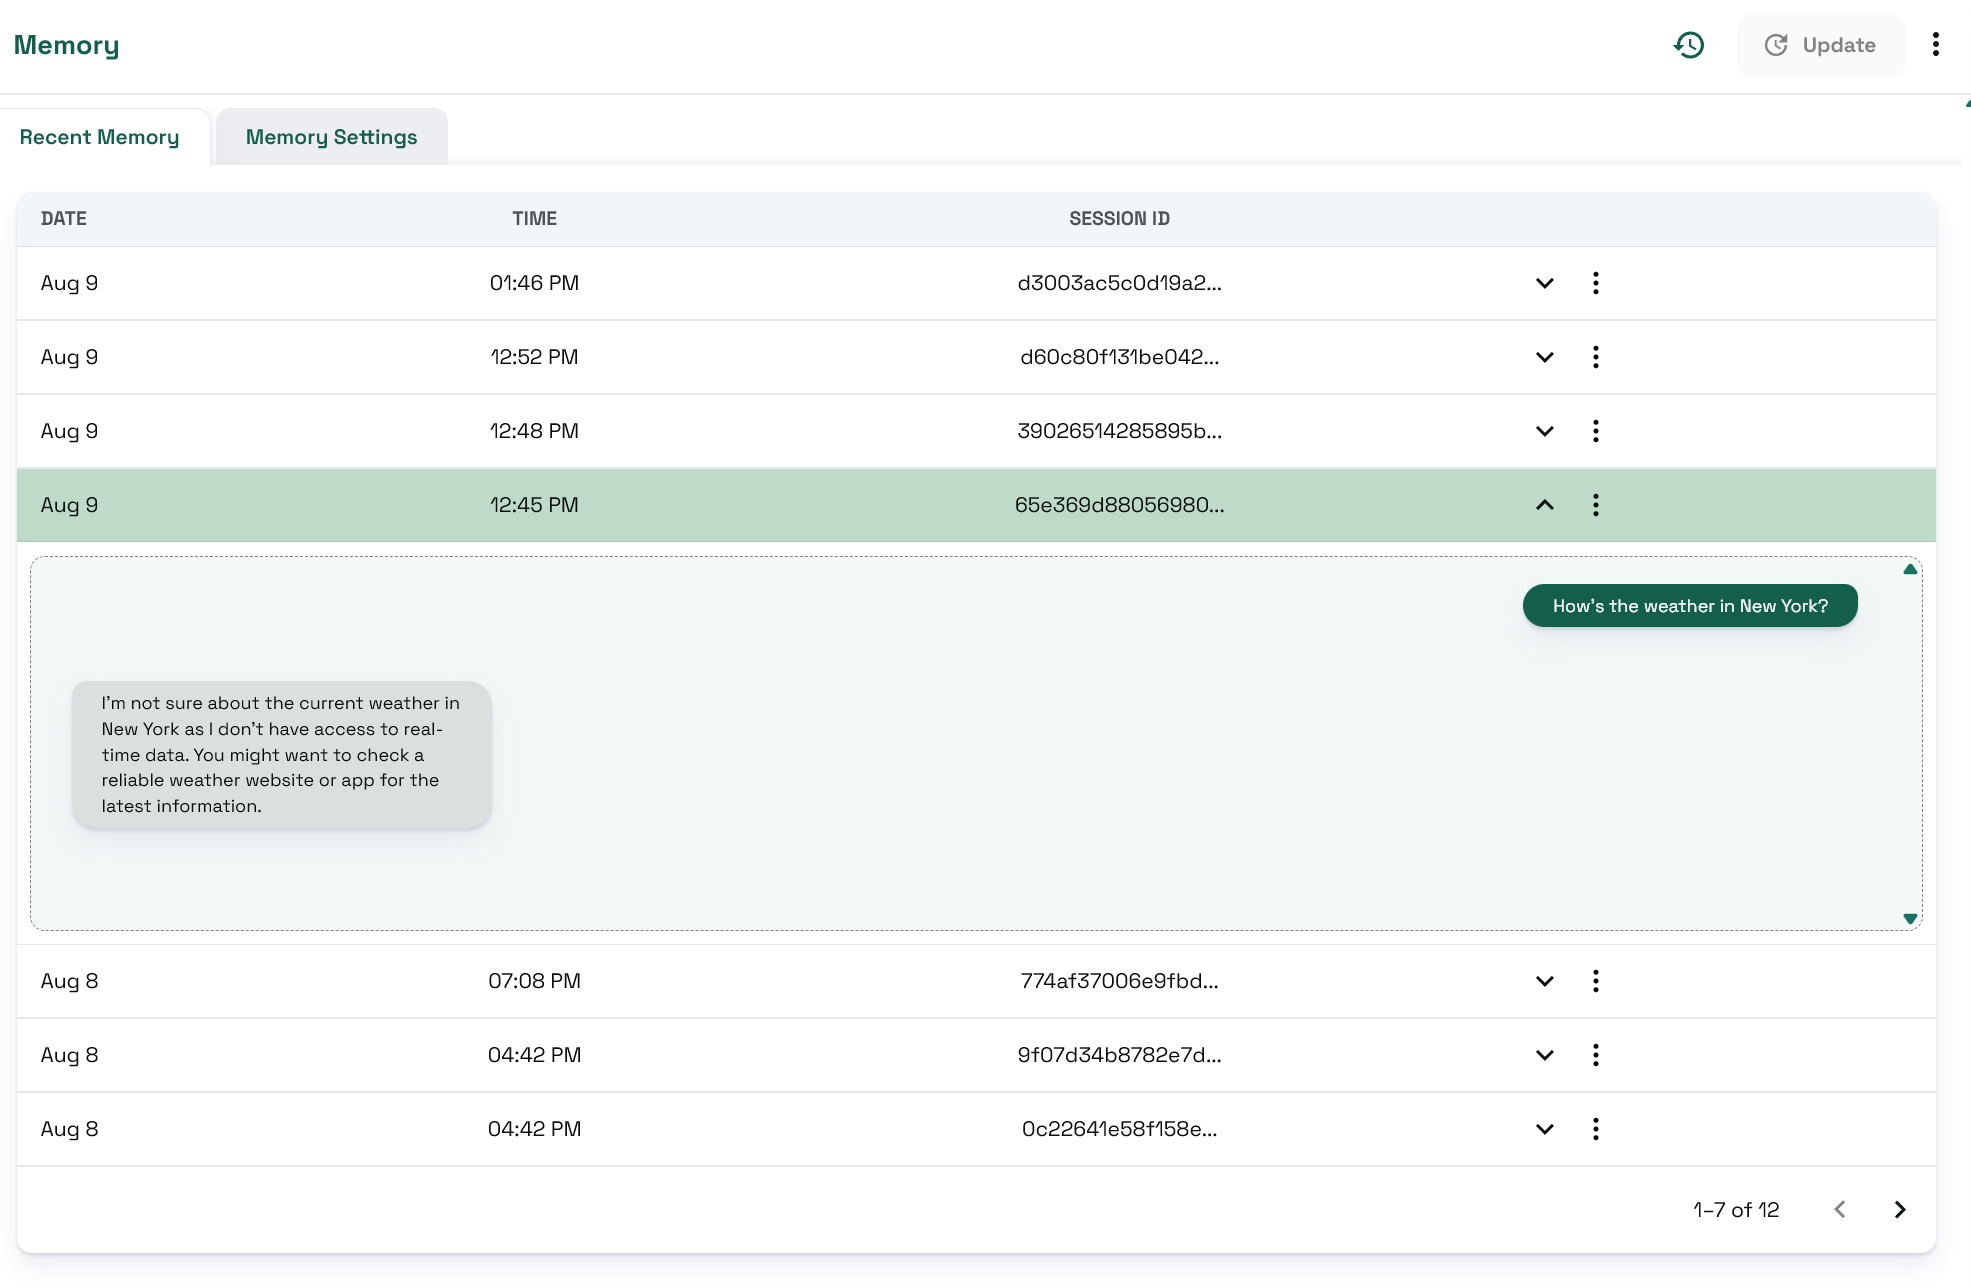 Memory
Update
Recent Memory
Memory Settings
DATE TIME SESSION ID
Aug 9 01:46 PM d3003ac5c0d19a2...
Aug 9 12:52 PM d60c80f131be042...
Aug 9 12:48 PM 39026514285895b...
Aug 9 12:45 PM 65e369d88056980...
How's the weather in New York?
I'm not sure about the current weather in
New York as I don't have access to real-
time data. You might want to check a
reliable weather website or app for the
latest information.
Aug 8 07:08 PM 774af37006e9fbd...
Aug 8 04:42 PM 9f07d34b8782e7d...
Aug 8 04:42 PM 0c22641e58f158e...
1–7 of 12